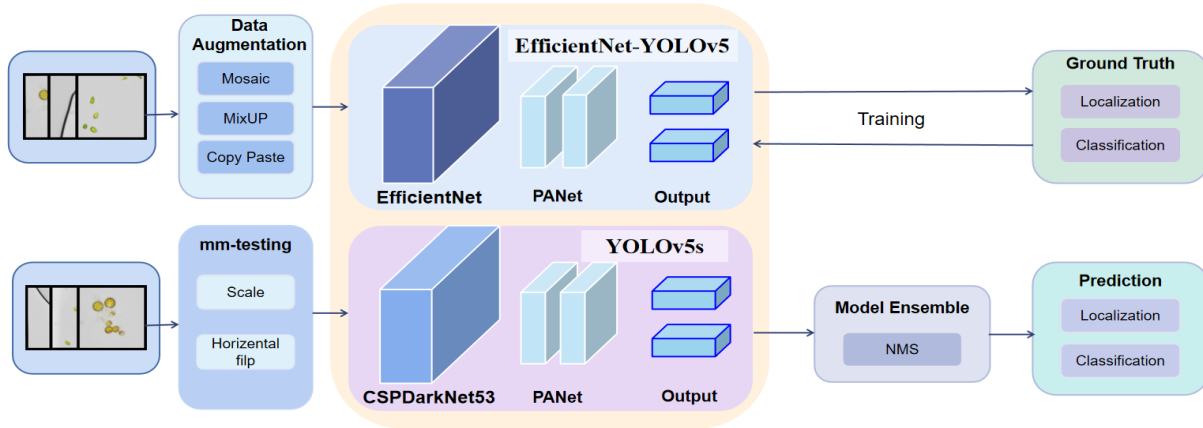 Data
Augmentation
Mosaic
MixUP
Copy Paste
EfficientNet-YOLOv5
EfficientNet
PANet
Output
Training
Ground Truth
Localization
Classification
mm-testing
Scale
Horizental
filp
YOLOv5s
CSPDarkNet53
PANet
Output
Model Ensemble
NMS
Prediction
Localization
Classification